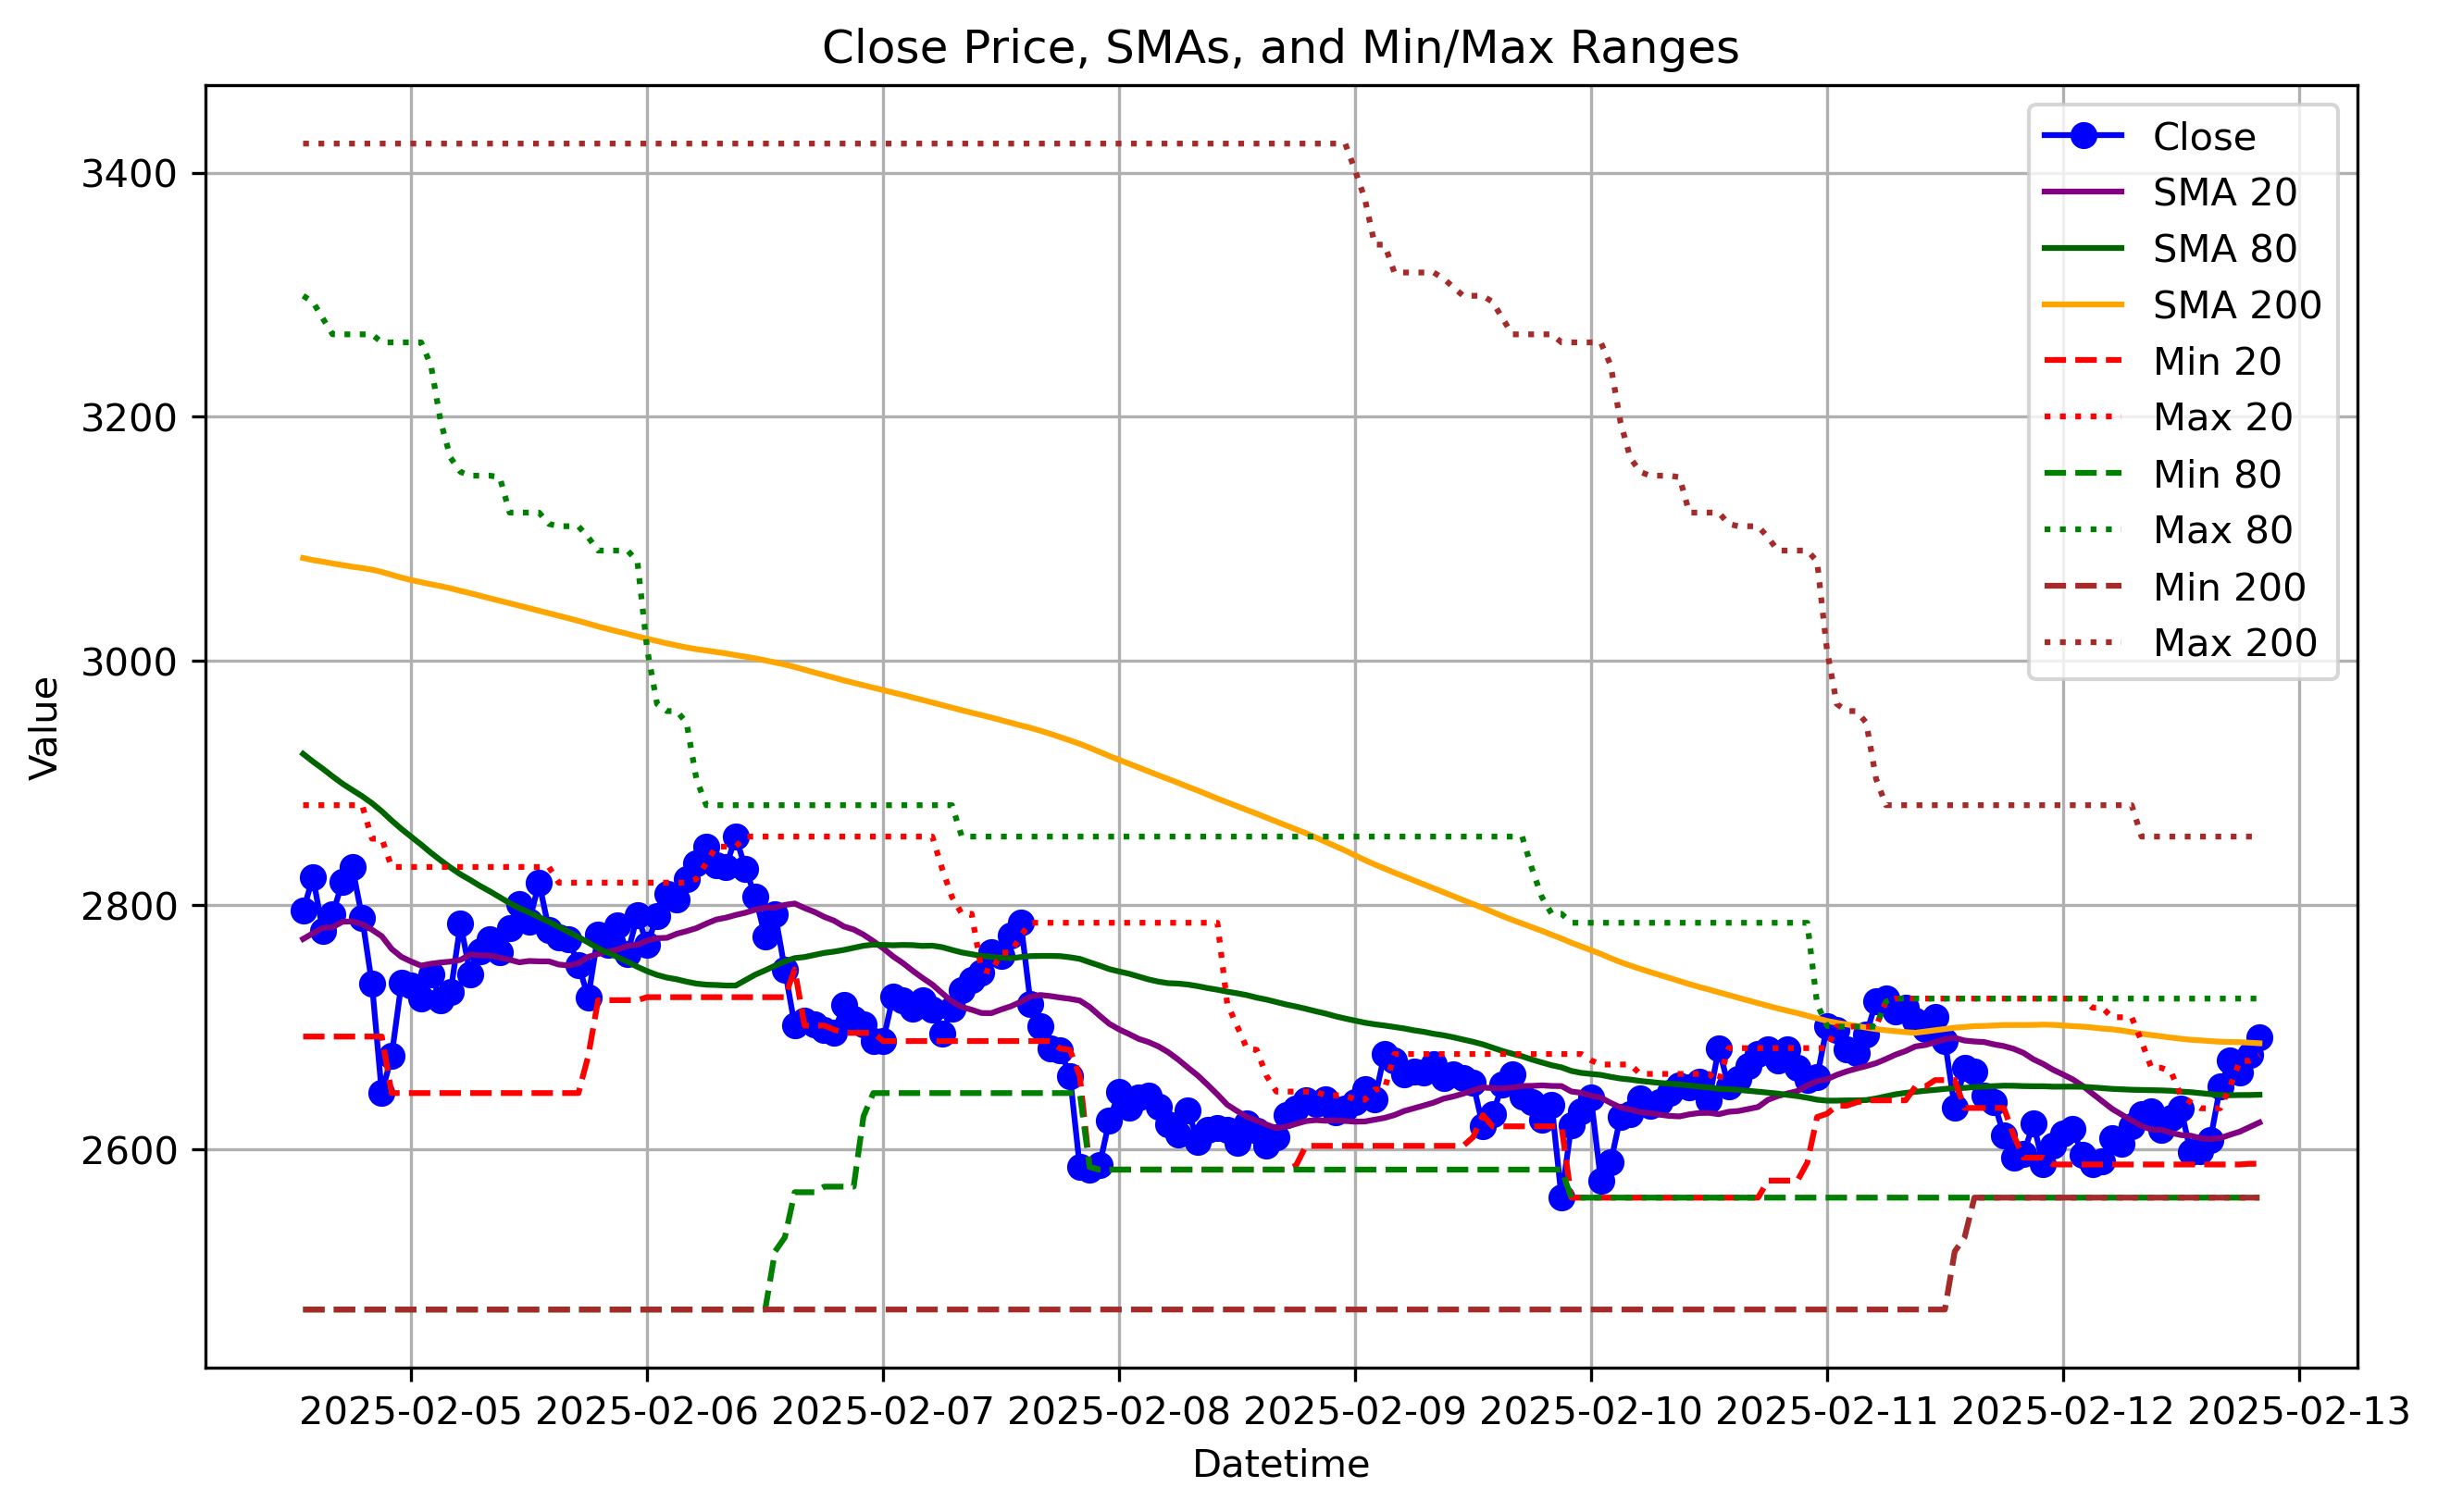 Close Price, SMAs, and Min/Max Ranges
Close
SMA 20
SMA 80
SMA 200
Min 20
Max 20
Min 80
Max 80
Min 200
Max 200
3400
3200
3000
2800
2600
Value
2025-02-05 2025-02-06 2025-02-07 2025-02-08 2025-02-09 2025-02-10 2025-02-11 2025-02-12 2025-02-13
Datetime